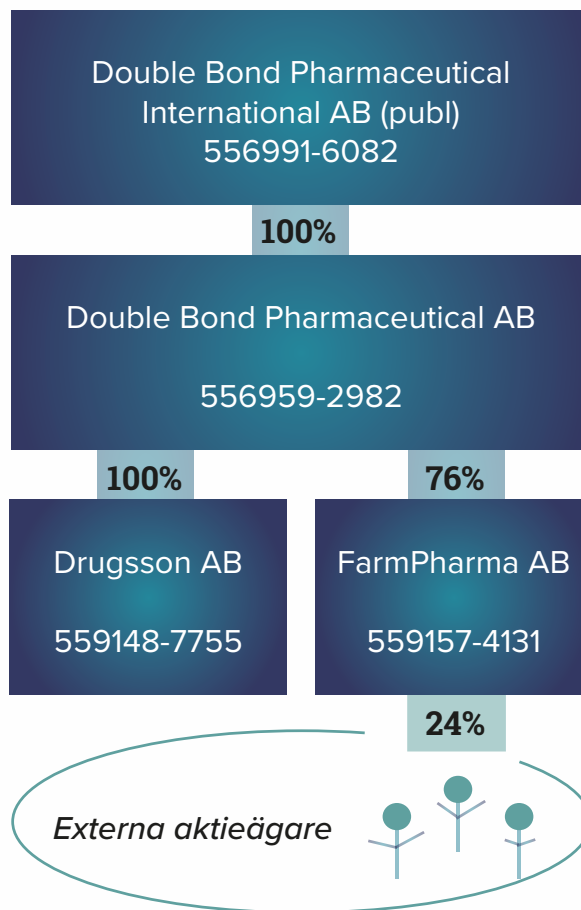 Double Bond Pharmaceutical
International AB (publ)
556991-6082
100%
Double Bond Pharmaceutical AB
556959-2982
100%
76%
Drugsson AB
559148-7755
FarmPharma AB
559157-4131
24%
Externa aktieägare